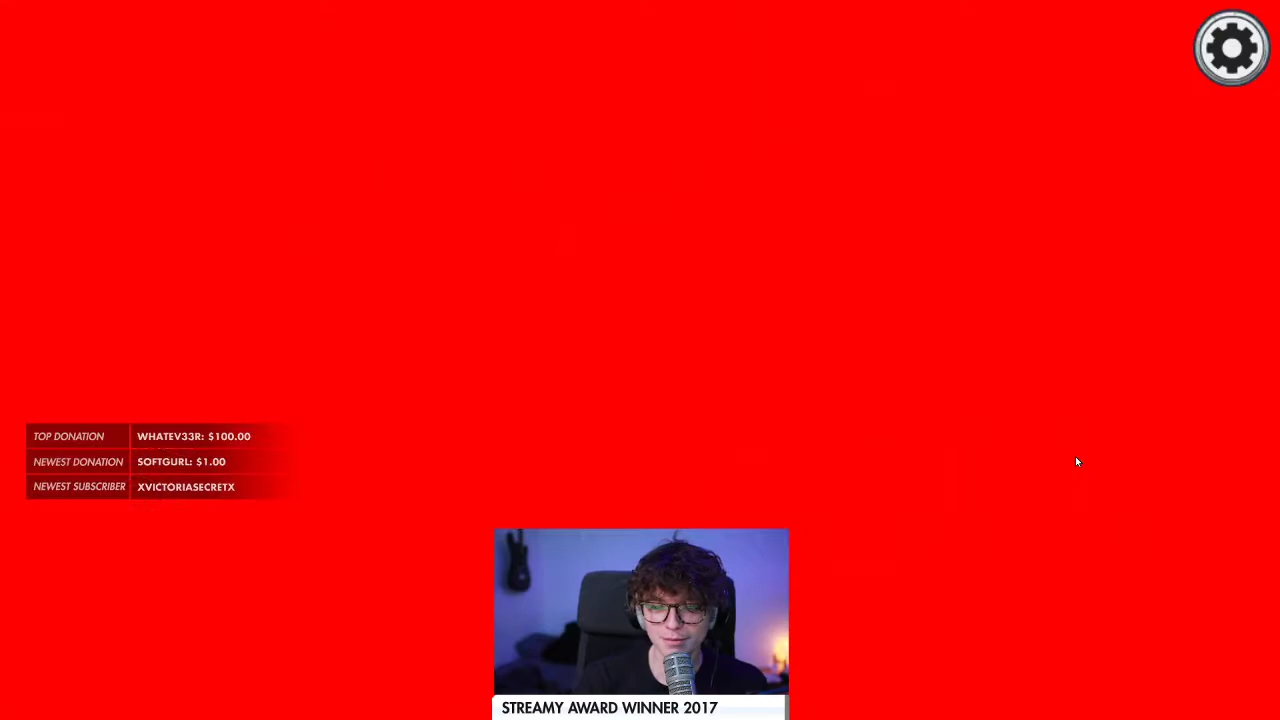 TOP DONATION WHATEV33R: $100.00
NEWEST DONATION SOFTGURL: $1.00
NEWEST SUBSCRIBER XVICTORIASECRETX
STREAMY AWARD WINNER 2017